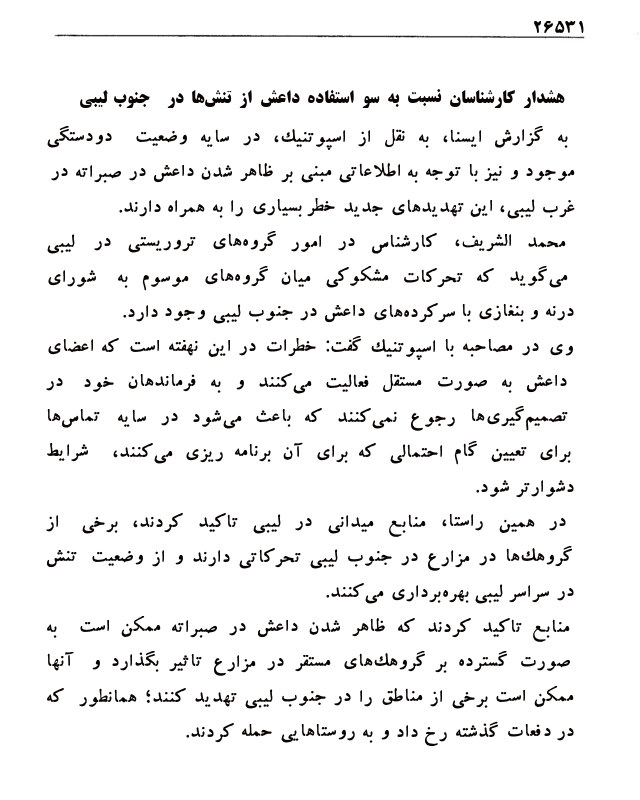 ۲۶۵۳۱
هشدار کارشناسان نسبت به سو استفاده داعش از تنش‌ها در جنوب لیبی
به گزارش ایسنا، به نقل از اسپوتنیك، در سایه وضعیت دودستگی
موجود و نیز با توجه به اطلاعاتی مبنی بر ظاهر شدن داعش در صبراته در
غرب لیبی، این تهدیدهای جدید خطر بسیاری را به همراه دارند.
محمد الشریف، کارشناس در امور گروه‌های تروریستی در لیبی
می‌گوید که تحرکات مشکوکی میان گروه‌های موسوم به شورای
درنه و بنغازی با سرکرده‌های داعش در جنوب لیبی وجود دارد.
وی در مصاحبه با اسپوتنیك گفت: خطرات در این نهفته است که اعضای
داعش به صورت مستقل فعالیت می‌کنند و به فرماندهان خود در
تصمیم‌گیری‌ها رجوع نمی‌کنند که باعث می‌شود در سایه تماس‌ها
برای تعیین گام احتمالی که برای آن برنامه ریزی می‌کنند، شرایط
دشوارتر شود.
در همین راستا، منابع میدانی در لیبی تاکید کردند، برخی از
گروهك‌ها در مزارع در جنوب لیبی تحرکاتی دارند و از وضعیت تنش
در سراسر لیبی بهره‌برداری می‌کنند.
منابع تاکید کردند که ظاهر شدن داعش در صبراته ممکن است به
صورت گسترده بر گروهك‌های مستقر در مزارع تاثیر بگذارد و آنها
ممکن است برخی از مناطق را در جنوب لیبی تهدید کنند؛ همانطور که
در دفعات گذشته رخ داد و به روستاهایی حمله کردند.